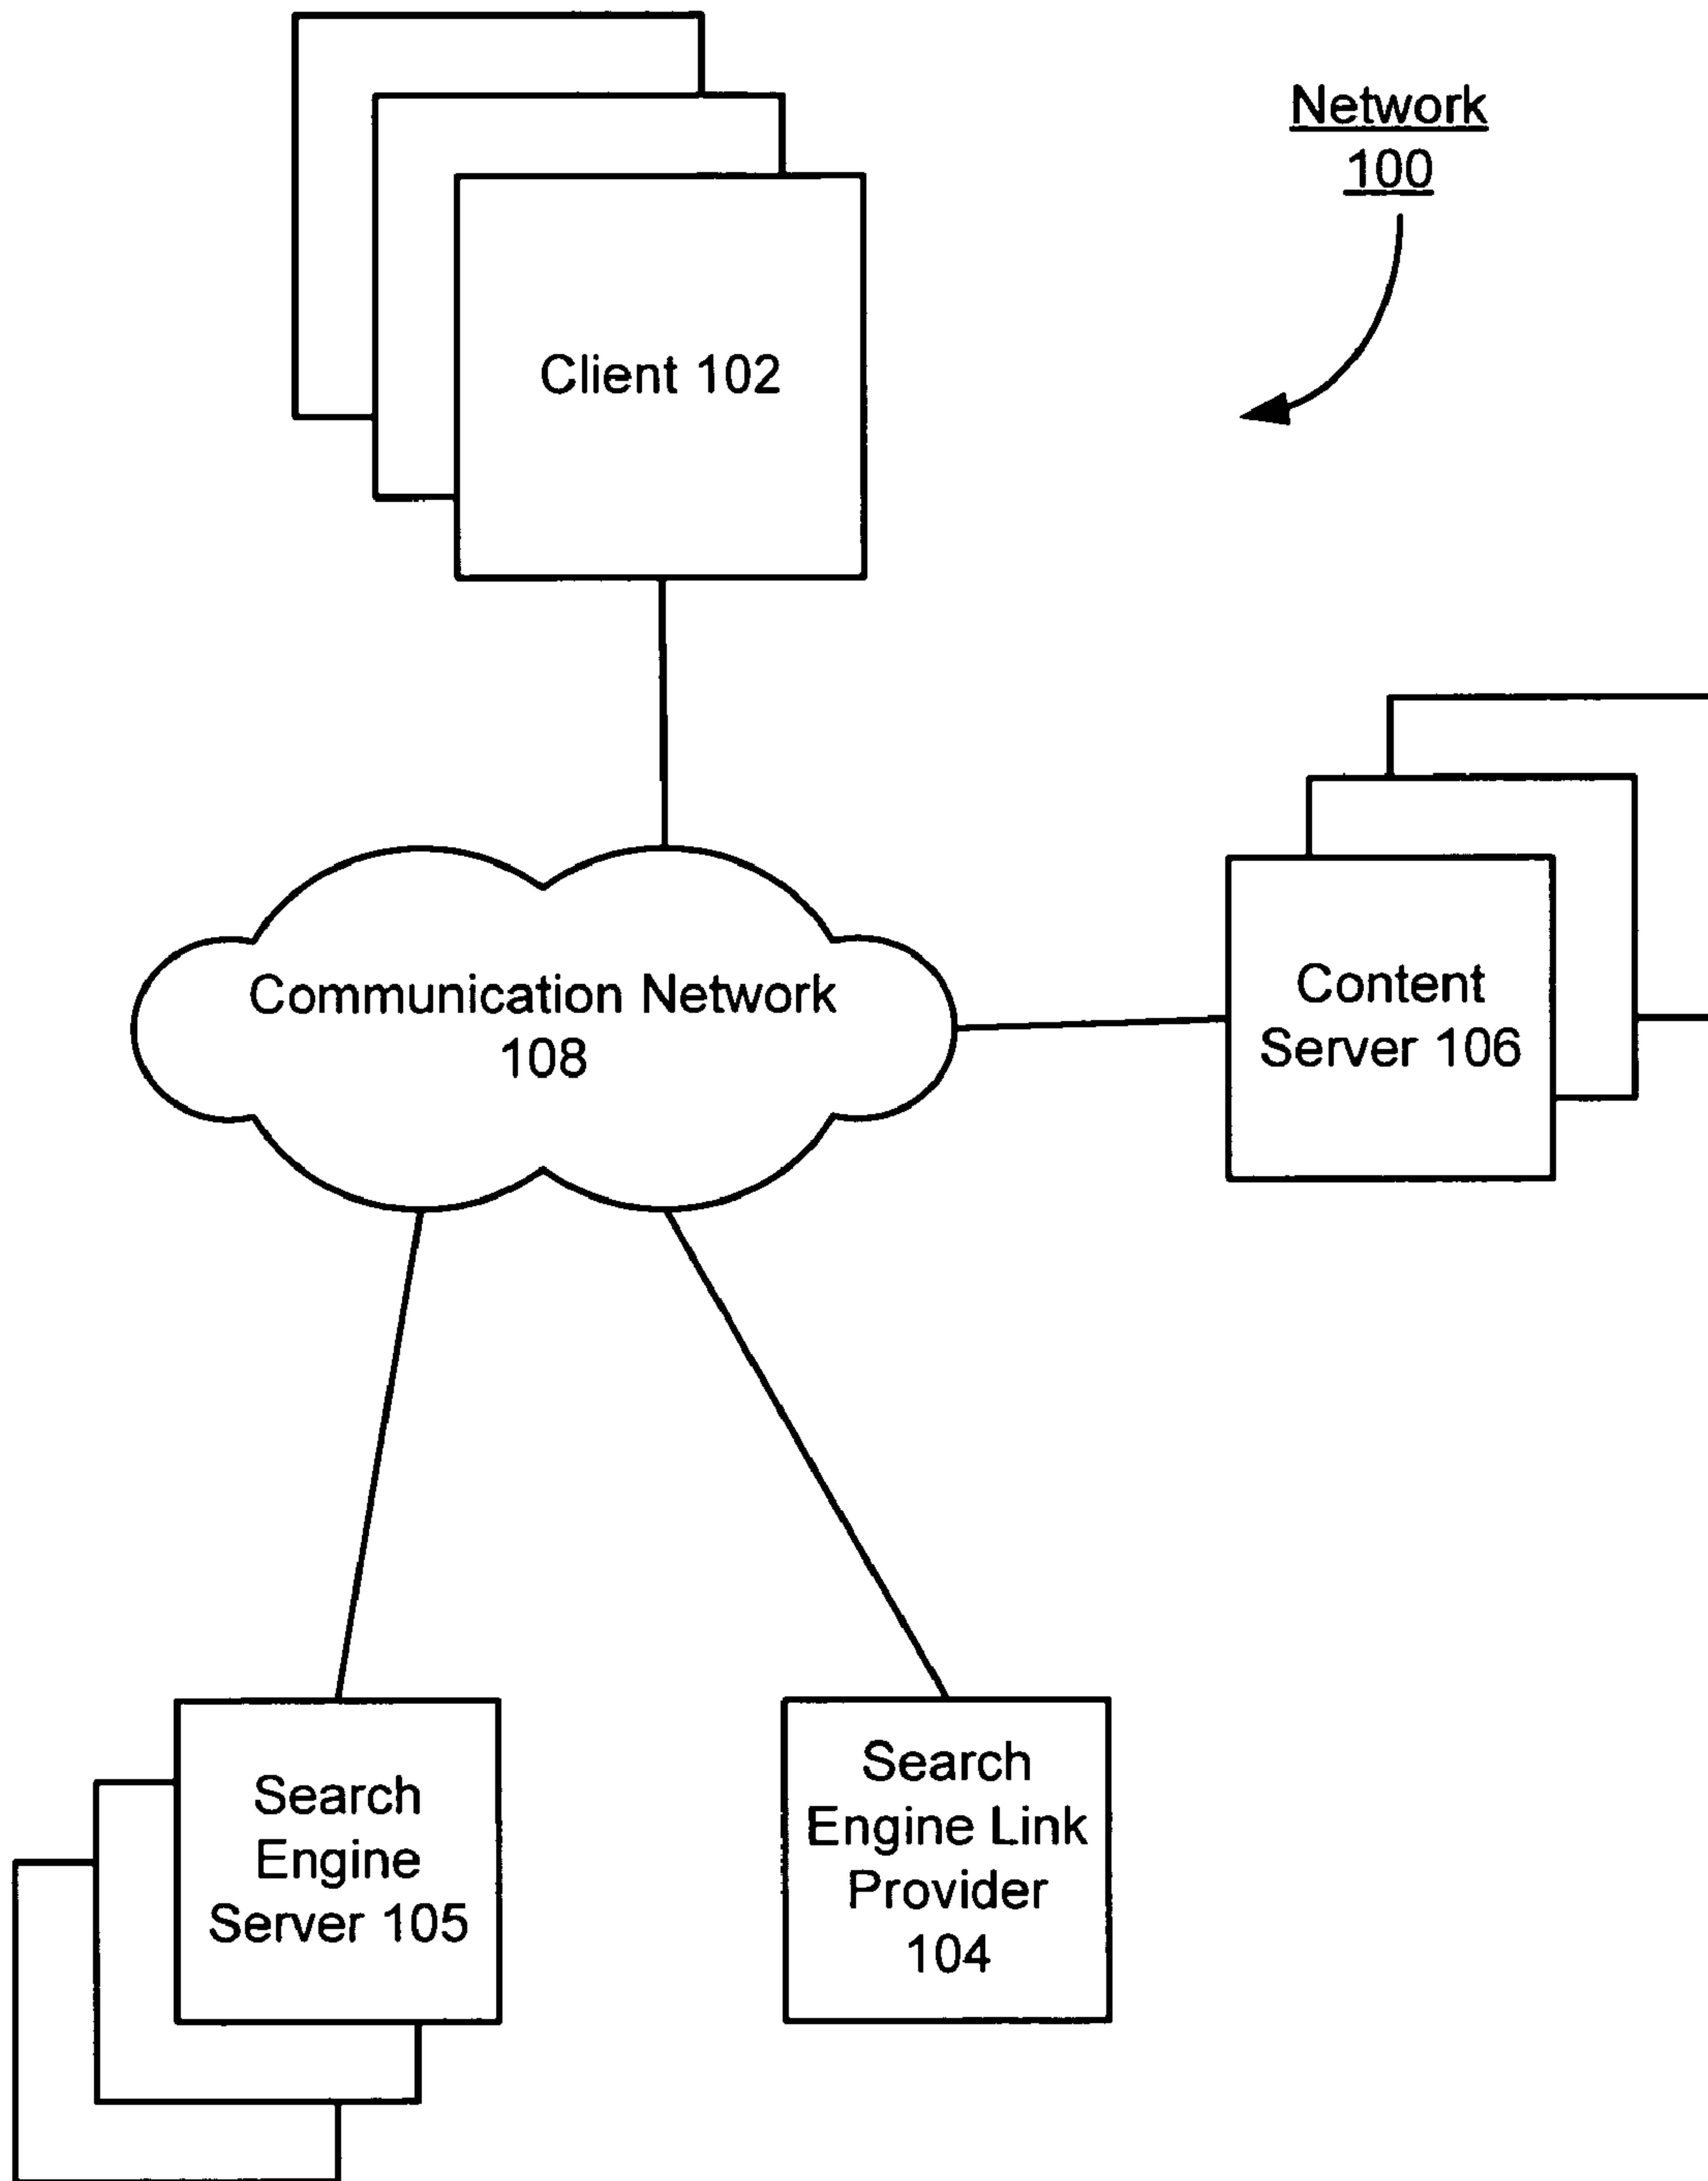 Network
100
Client 102
Communication Network
108
Content
Server 106
Search
Engine
Server 105
Search
Engine Link
Provider
104